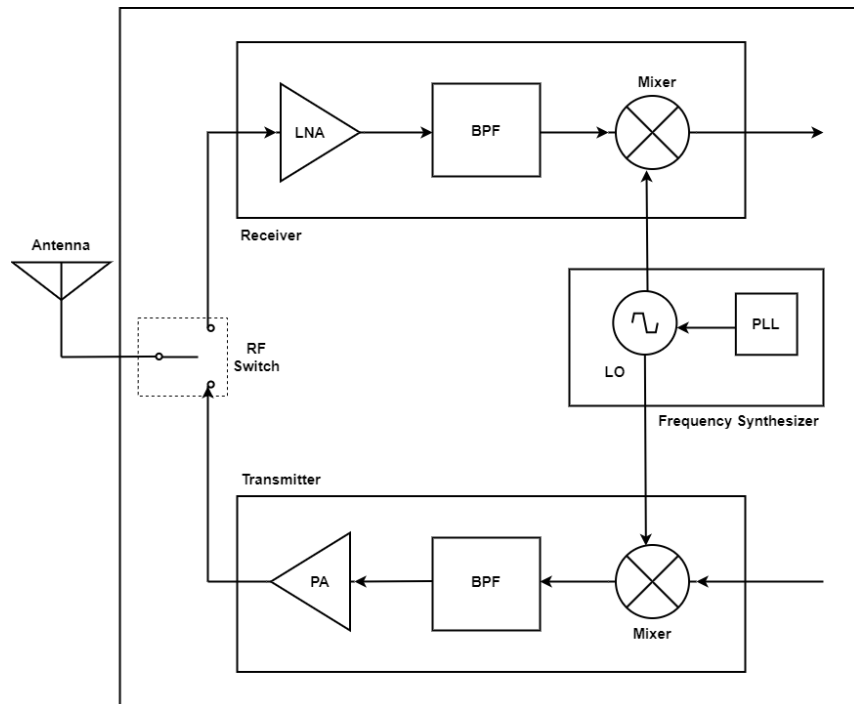 Mixer
LNA
BPF
Receiver
Antenna
RF
Switch
PLL
LO
Frequency Synthesizer
Transmitter
PA
BPF
Mixer